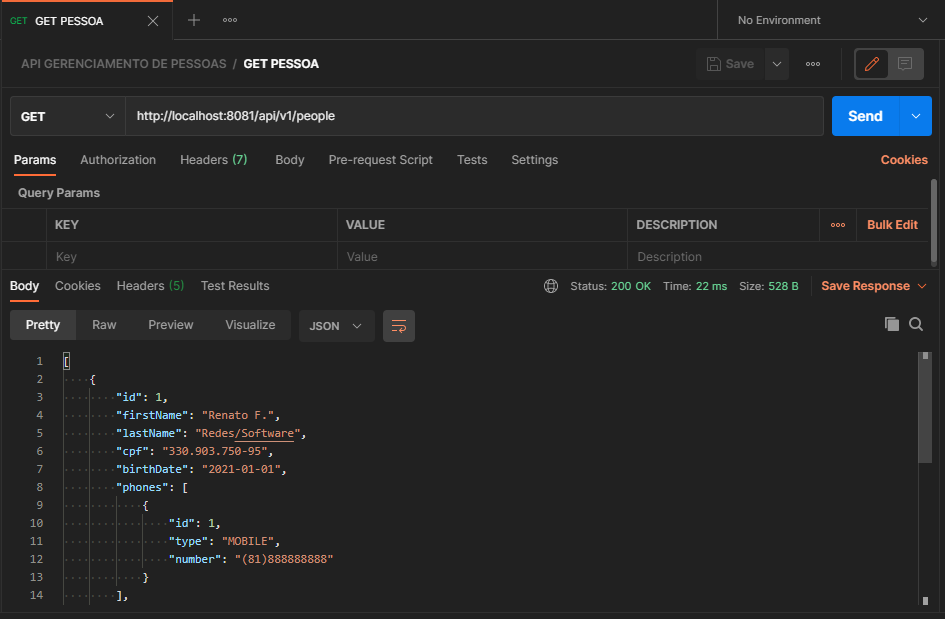 GET GET PESSOA No Environment
API GERENCIAMENTO DE PESSOAS / GET PESSOA Save
GET http://localhost:8081/api/v1/people Send
Params Authorization Headers (7) Body Pre-request Script Tests Settings Cookies
Query Params
KEY VALUE DESCRIPTION Bulk Edit
Key Value Description
Body Cookies Headers (5) Test Results Status: 200 OK Time: 22 ms Size: 528 B Save Response
Pretty Raw Preview Visualize JSON
1 [
2 {
3 "id": 1,
4 "firstName": "Renato F.",
5 "lastName": "Redes/Software",
6 "cpf": "330.903.750-95",
7 "birthDate": "2021-01-01",
8 "phones": [
9 {
10 "id": 1,
11 "type": "MOBILE",
12 "number": "(81)888888888"
13 }
14 ],